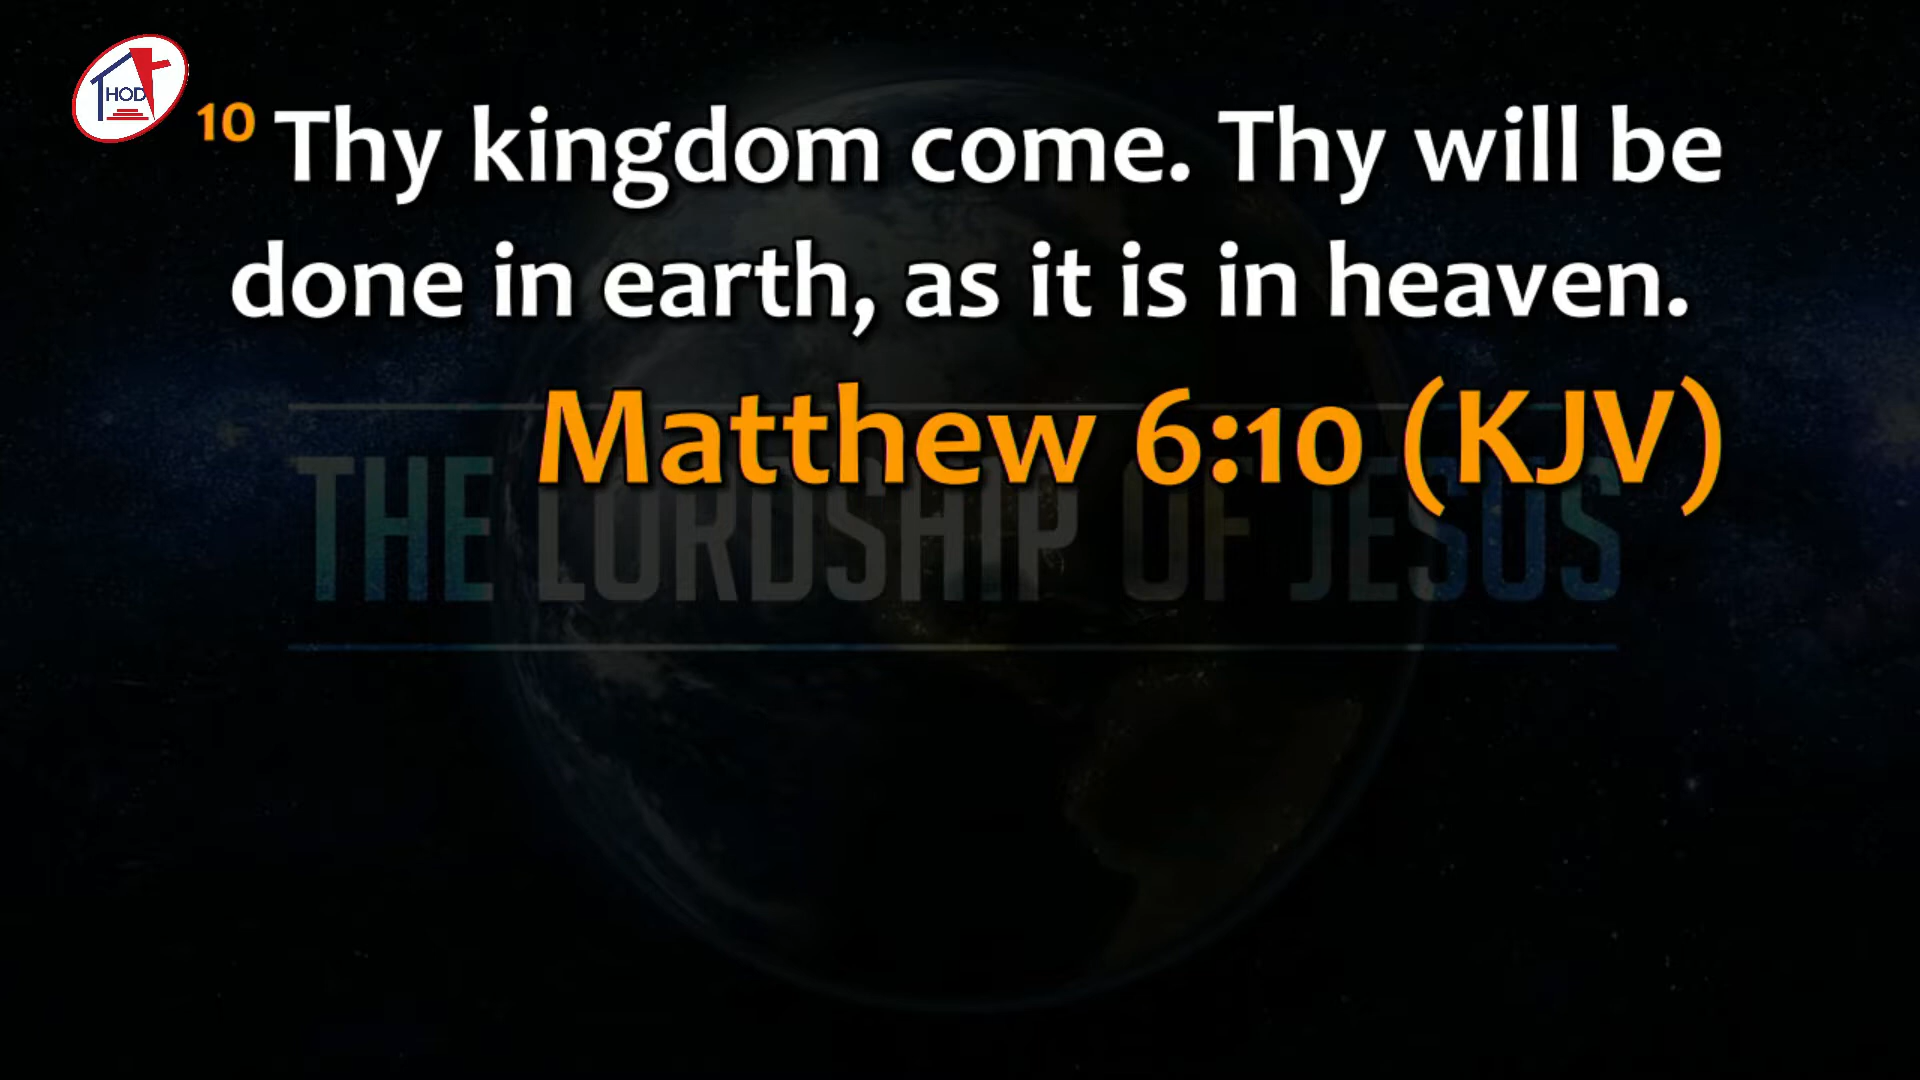 HOD
10 Thy kingdom come. Thy will be
done in earth, as it is in heaven.
Matthew 6:10 (KJV)
THE LORDSHIP OF JESUS